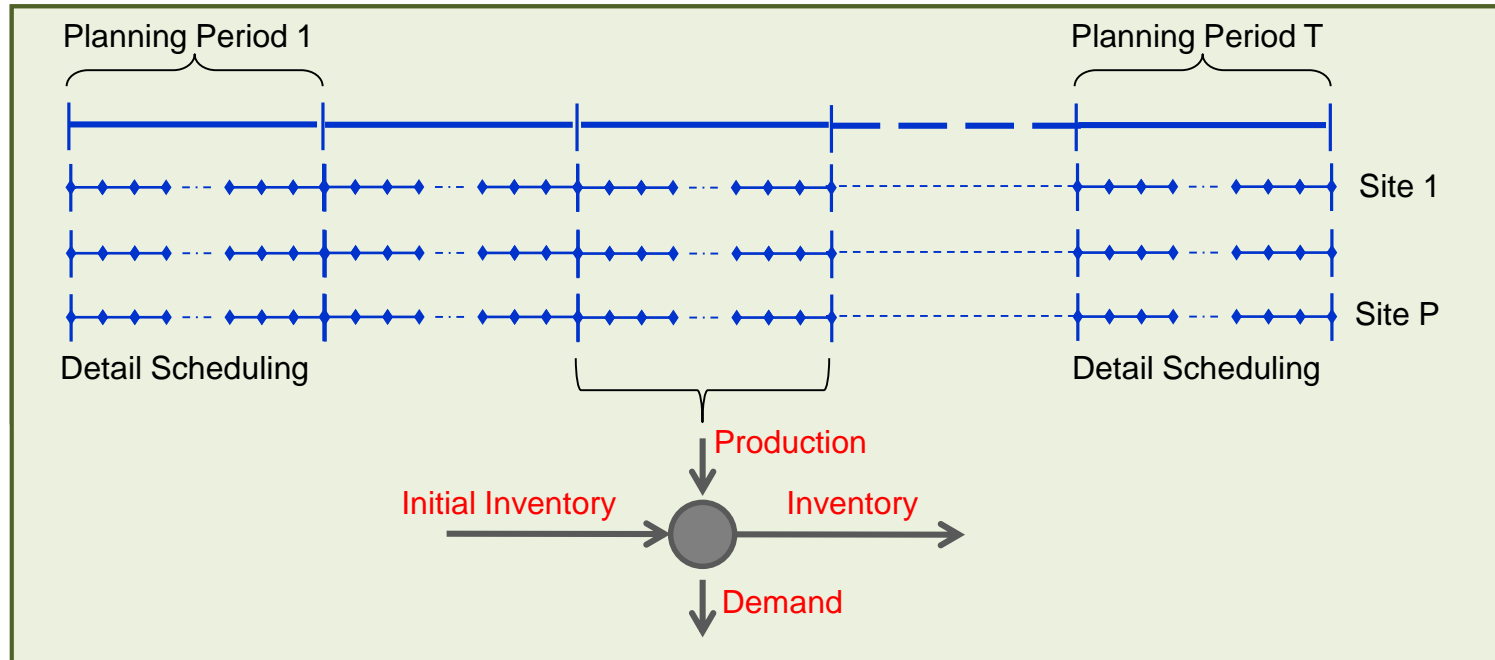 Planning Period 1
Planning Period T
Site 1
Site P
Detail Scheduling
Detail Scheduling
Production
Initial Inventory
Inventory
Demand